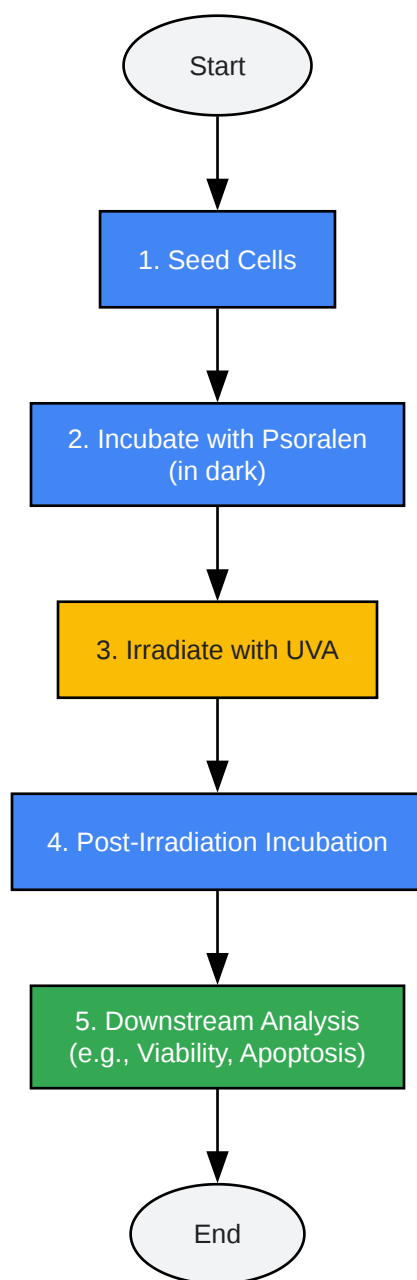 Start
1. Seed Cells
2. Incubate with Psoralen
(in dark)
3. Irradiate with UVA
4. Post-Irradiation Incubation
5. Downstream Analysis
(e.g., Viability, Apoptosis)
End